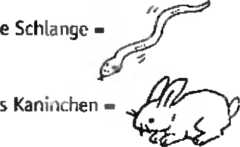 e Schlange =
s Kaninchen =